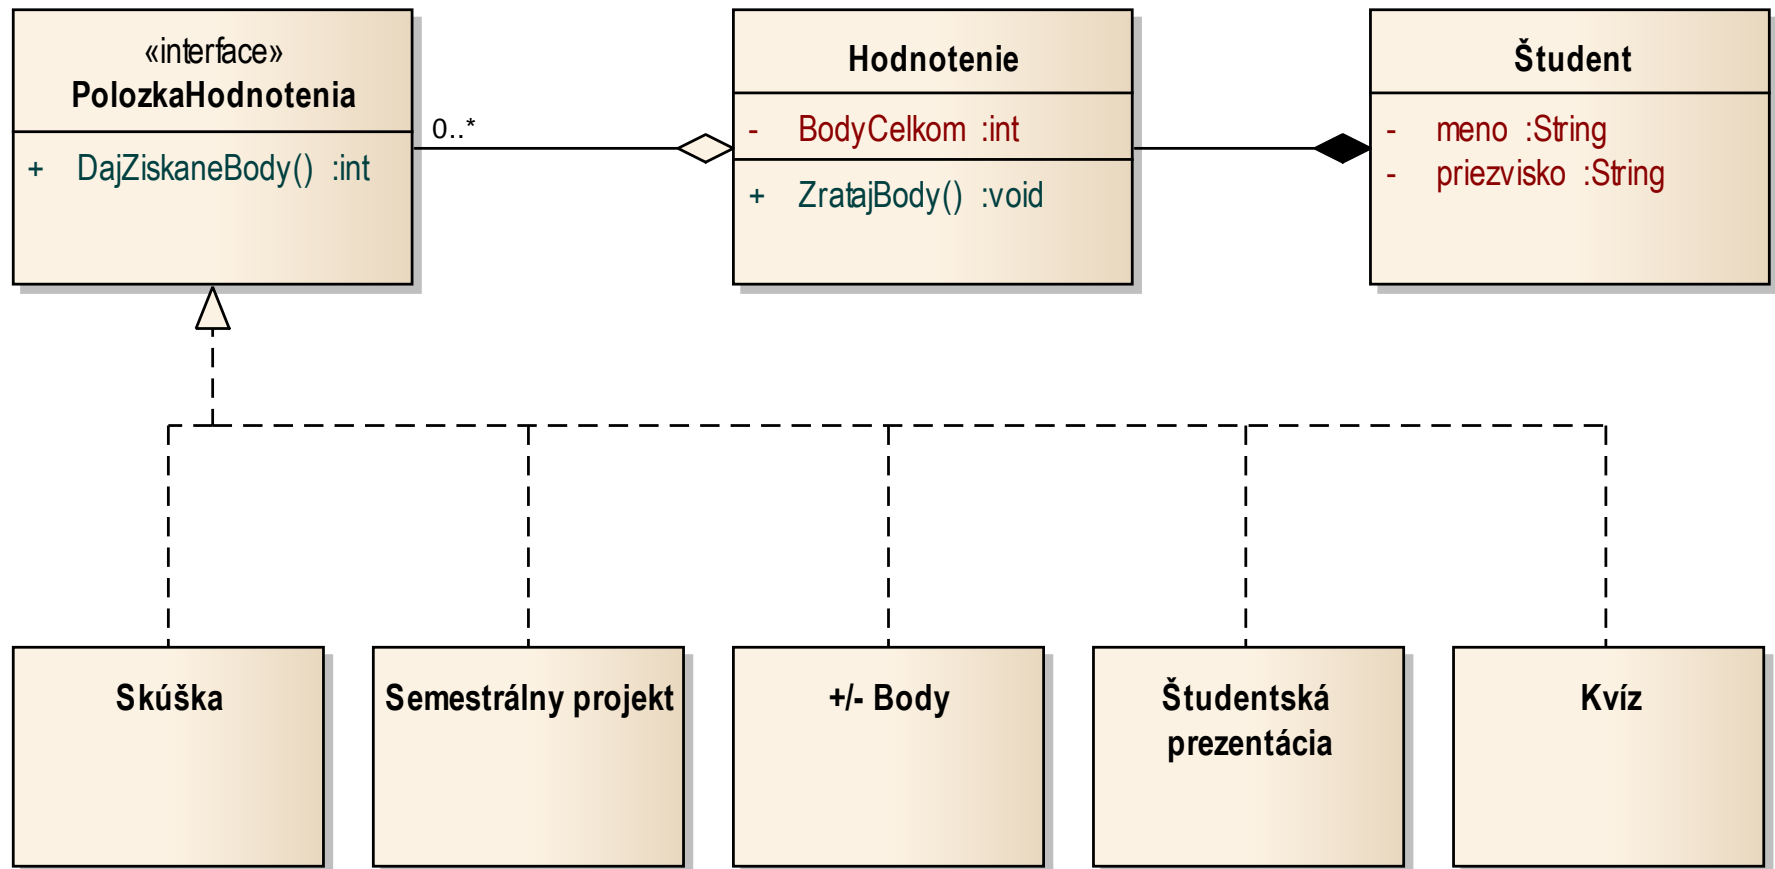 «interface»
PolozkaHodnotenia
+ DajZiskaneBody() :int
0..*
Hodnotenie
- BodyCelkom :int
+ ZratajBody() :void
Študent
- meno :String
- priezvisko :String
Skúška
Semestrálny projekt
+/- Body
Študentská
prezentácia
Kvíz